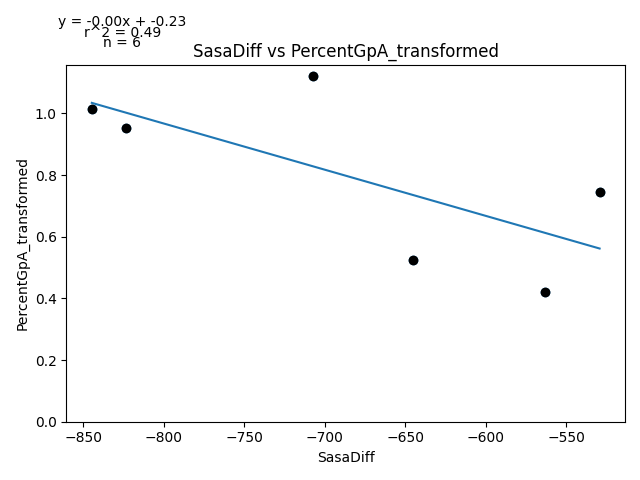 y = -0.00x + -0.23
r^2 = 0.49
n = 6
SasaDiff vs PercentGpA_transformed
PercentGpA_transformed
1.0
0.8
0.6
0.4
0.2
0.0
−850 −800 −750 −700 −650 −600 −550
SasaDiff